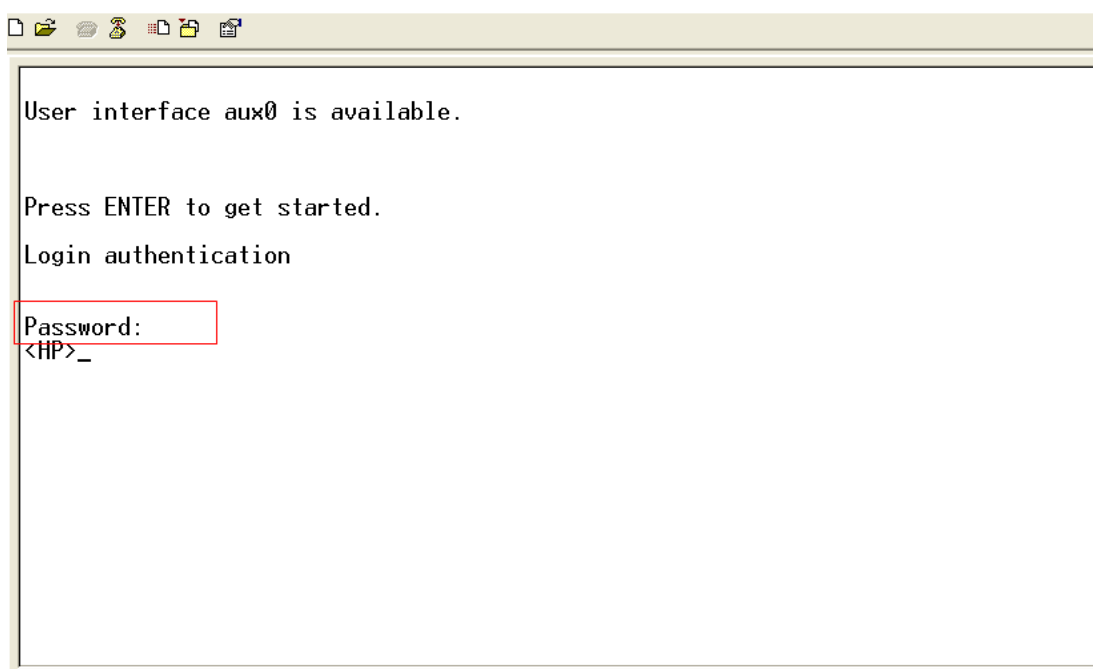 User interface aux0 is available.
Press ENTER to get started.
Login authentication
Password:
<HP>_